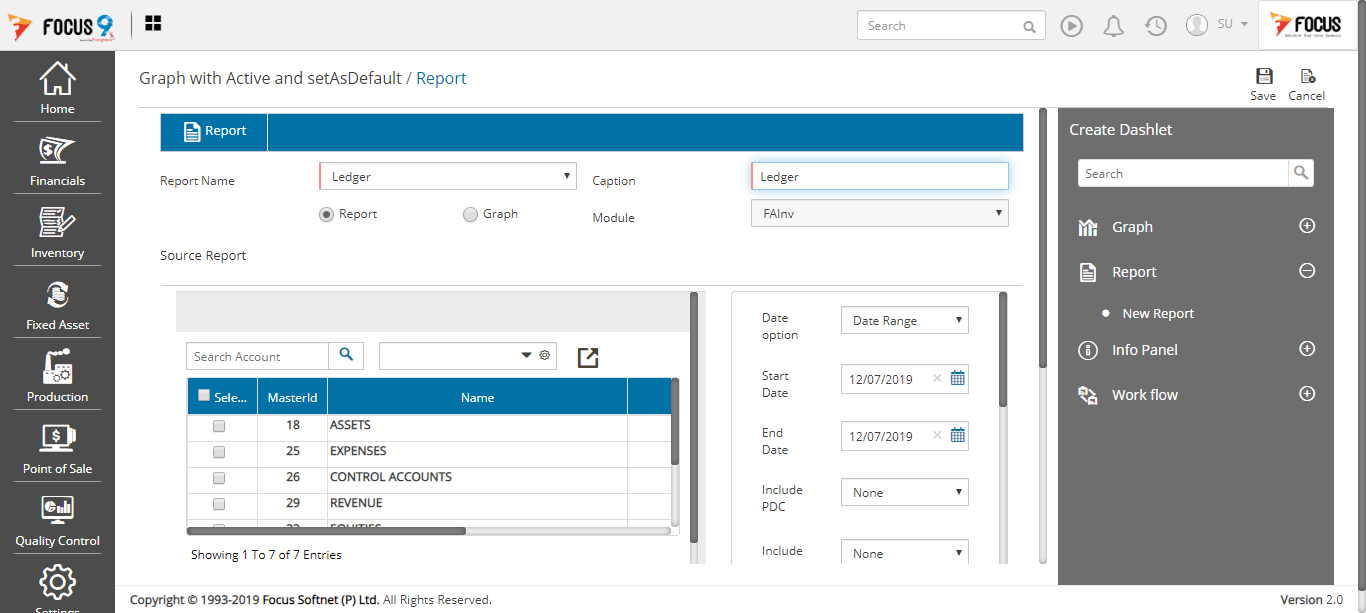 FOCUS 9
Search
SU
FOCUS
Home
Financials
Inventory
Fixed Asset
Production
Point of Sale
Quality Control
Settings
Graph with Active and setAsDefault / Report
Save
Cancel
Report
Report Name
Ledger
Caption
Ledger
Report
Graph
Module
FAInv
Source Report
Search Account
Sele...
MasterId
Name
18 ASSETS
25 EXPENSES
26 CONTROL ACCOUNTS
29 REVENUE
EQUITIES
Showing 1 To 7 of 7 Entries
Date
option
Date Range
Start
Date
12/07/2019
End
Date
12/07/2019
Include
PDC
None
Include
None
Create Dashlet
Search
Graph
Report
New Report
Info Panel
Work flow
Copyright © 1993-2019 Focus Softnet (P) Ltd. All Rights Reserved.
Version 2.0